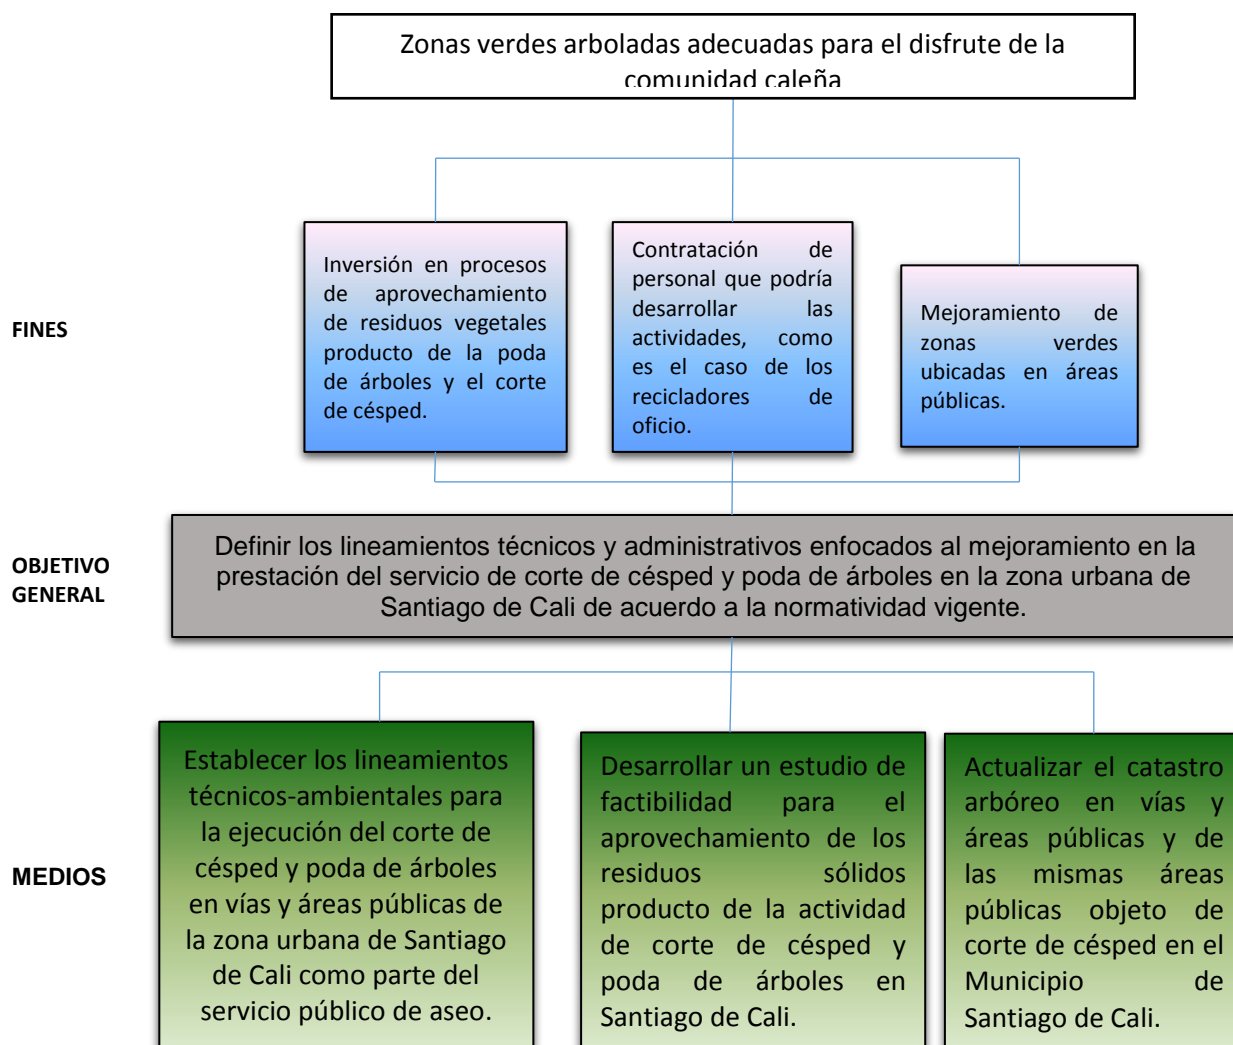 Zonas verdes arboladas adecuadas para el disfrute de la
comunidad caleña
FINES
Inversión en procesos
de aprovechamiento
de residuos vegetales
producto de la poda
de árboles y el corte
de césped.
Contratación de
personal que podría
desarrollar las
actividades, como
es el caso de los
recicladores de
oficio.
Mejoramiento de
zonas verdes
ubicadas en áreas
públicas.
OBJETIVO
GENERAL
Definir los lineamientos técnicos y administrativos enfocados al mejoramiento en la
prestación del servicio de corte de césped y poda de árboles en la zona urbana de
Santiago de Cali de acuerdo a la normatividad vigente.
MEDIOS
Establecer los lineamientos
técnicos-ambientales para
la ejecución del corte de
césped y poda de árboles
en vías y áreas públicas de
la zona urbana de Santiago
de Cali como parte del
servicio público de aseo.
Desarrollar un estudio de
factibilidad para el
aprovechamiento de los
residuos sólidos
producto de la actividad
de corte de césped y
poda de árboles en
Santiago de Cali.
Actualizar el catastro
arbóreo en vías y
áreas públicas y de
las mismas áreas
públicas objeto de
corte de césped en el
Municipio de
Santiago de Cali.